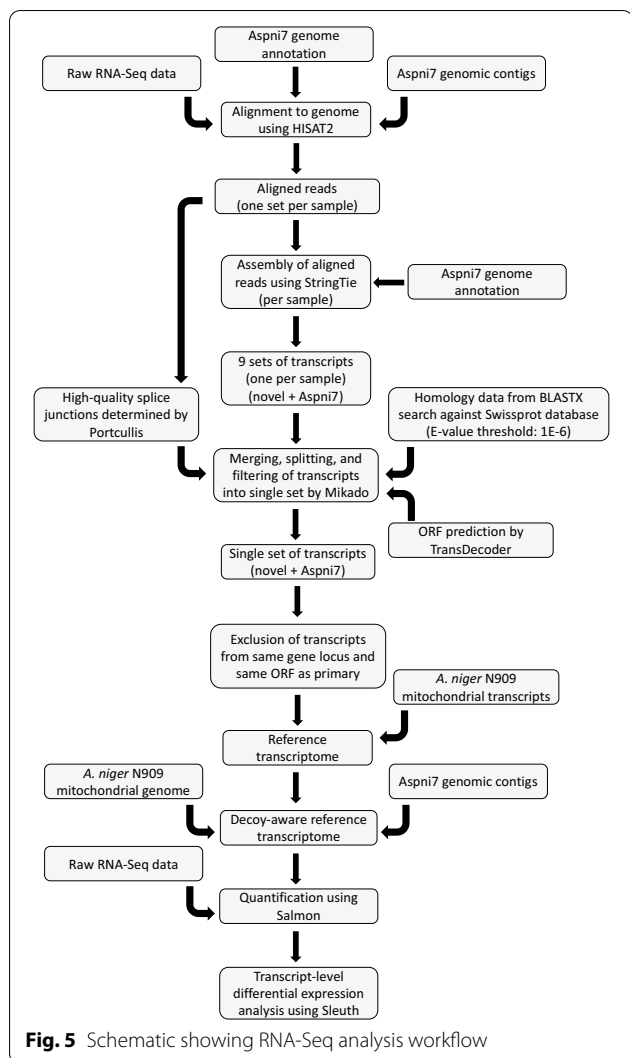 Aspni7 genome
annotation
Raw RNA-Seq data
Aspni7 genomic contigs
Alignment to genome
using HISAT2
Aligned reads
(one set per sample)
Assembly of aligned
reads using StringTie
(per sample)
Aspni7 genome
annotation
9 sets of transcripts
(one per sample)
(novel + Aspni7)
High-quality splice
junctions determined by
Portcullis
Homology data from BLASTX
search against Swissprot database
(E-value threshold: 1E-6)
Merging, splitting, and
filtering of transcripts
into single set by Mikado
ORF prediction by
TransDecoder
Single set of transcripts
(novel + Aspni7)
Exclusion of transcripts
from same gene locus and
same ORF as primary
A. niger N909
mitochondrial transcripts
Reference
transcriptome
A. niger N909
mitochondrial genome
Aspni7 genomic contigs
Decoy-aware reference
transcriptome
Raw RNA-Seq data
Quantification using
Salmon
Transcript-level
differential expression
analysis using Sleuth
Fig. 5 Schematic showing RNA-Seq analysis workflow